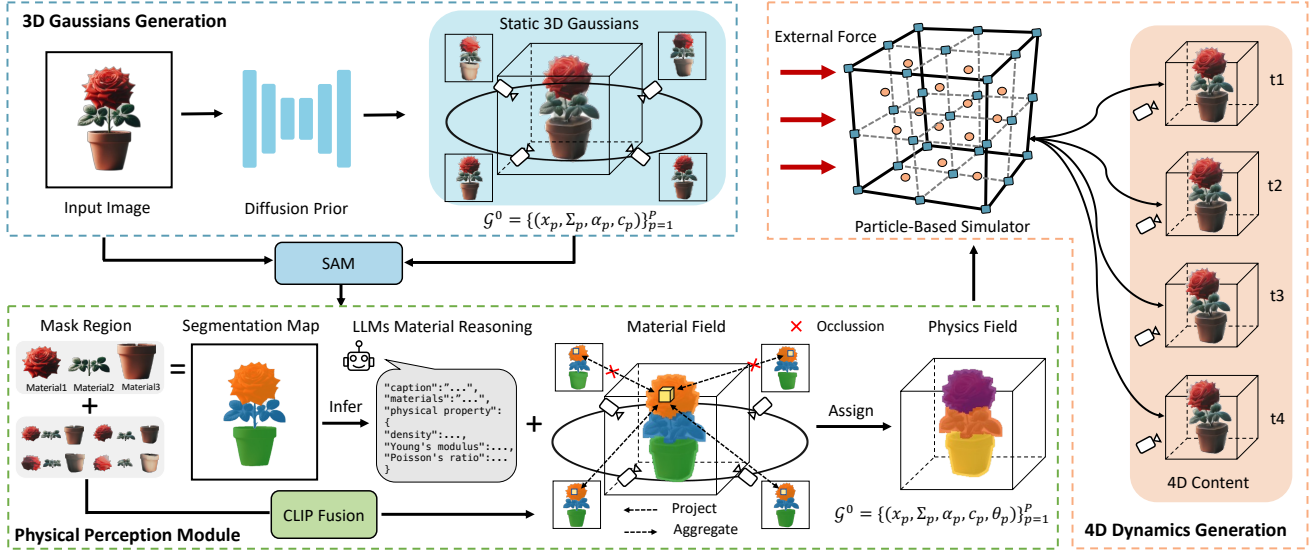 3D Gaussians Generation
Static 3D Gaussians
Input Image
Diffusion Prior
𝒢⁰ = {(x_p, Σ_p, α_p, c_p)}_{p=1}^{P}
SAM
External Force
Particle-Based Simulator
t1
t2
t3
t4
4D Content
4D Dynamics Generation
Mask Region
Material1
Material2
Material3
=
+
Segmentation Map
Infer
LLMs Material Reasoning
"caption":"...",
"materials":"...",
"physical property":
{
"density":...,
"Young's modulus":...,
"Poisson's ratio":...
}
+
CLIP Fusion
Material Field
Occlussion
Project
Aggregate
Assign
Physics Field
𝒢⁰ = {(x_p, Σ_p, α_p, c_p, θ_p)}_{p=1}^{P}
Physical Perception Module